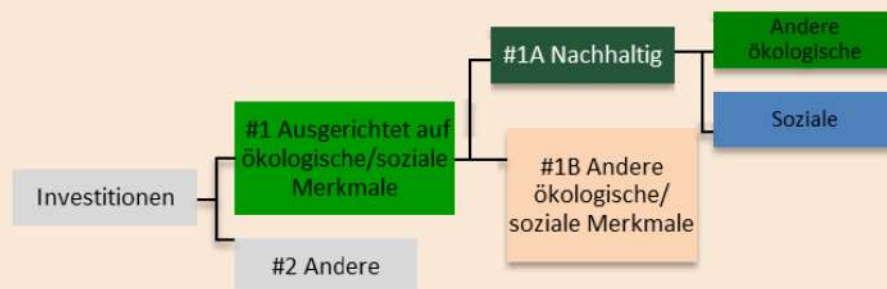 Investitionen
#1 Ausgerichtet auf
ökologische/soziale
Merkmale
#2 Andere
#1A Nachhaltig
#1B Andere
ökologische/
soziale Merkmale
Andere
ökologische
Soziale